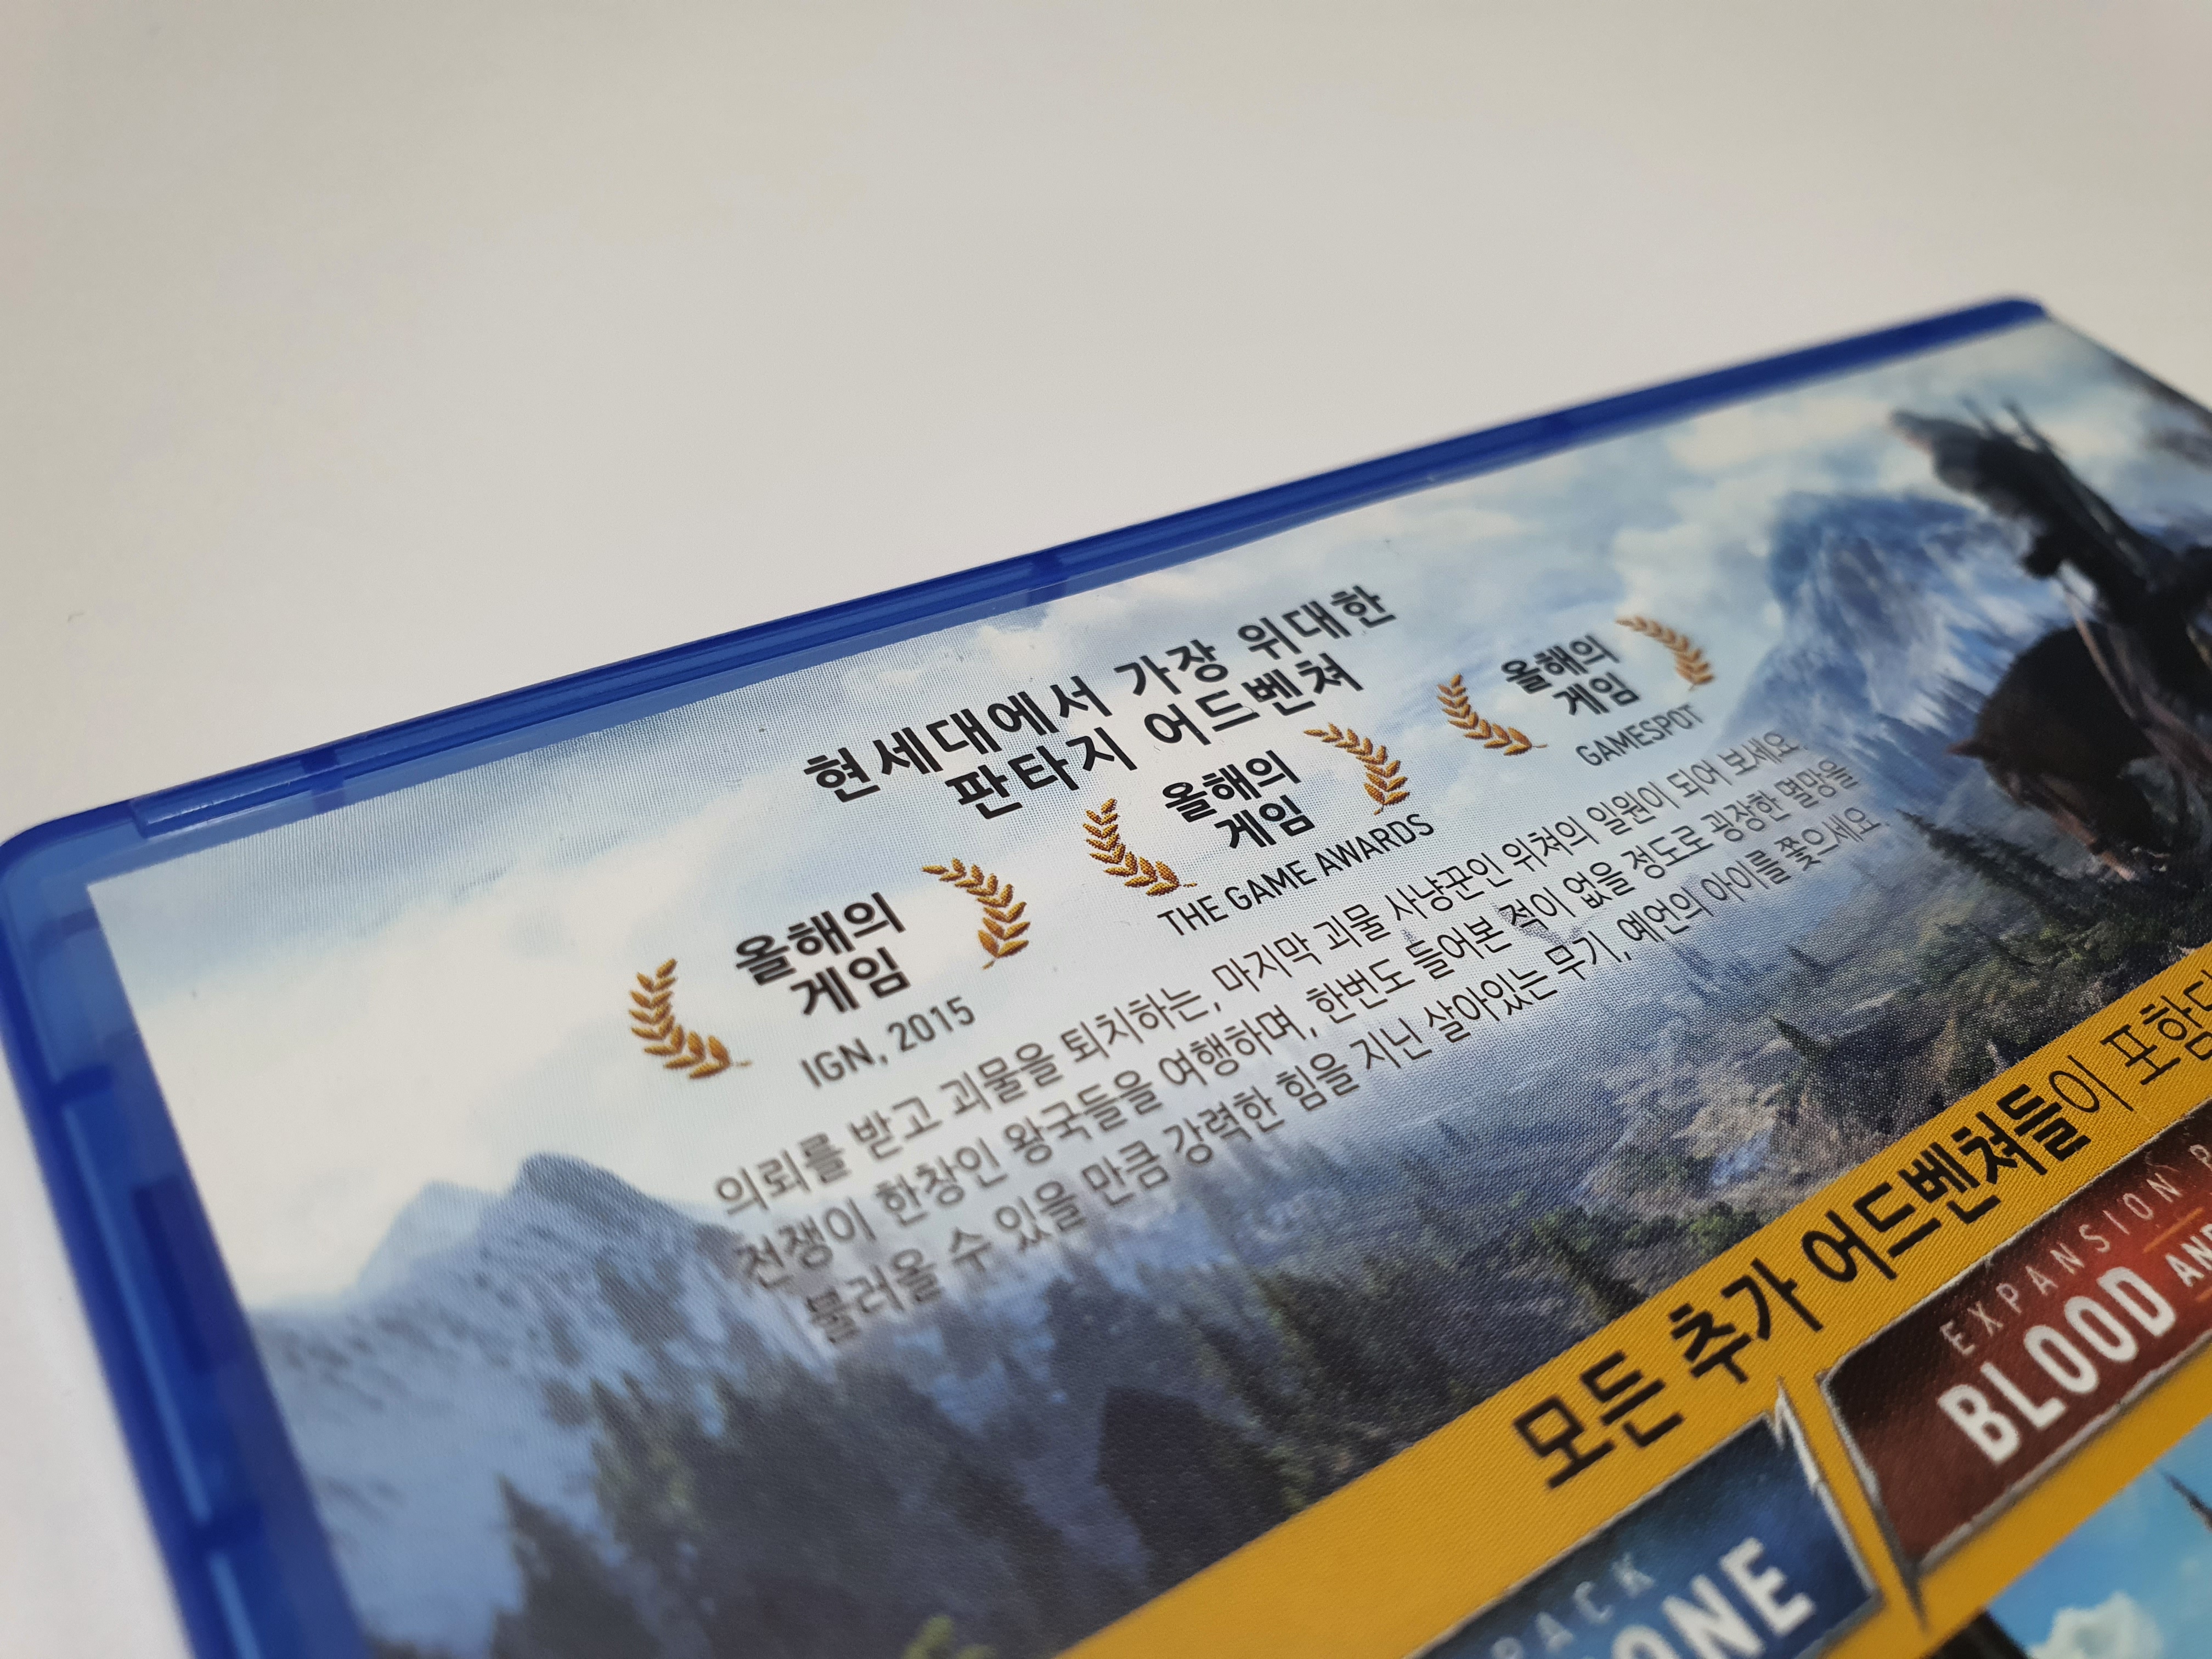 현세대에서 가장 위대한
판타지 어드벤쳐
올해의
게임
IGN, 2015
올해의
게임
THE GAME AWARDS
올해의
게임
GAMESPOT
의뢰를 받고 괴물을 퇴치하는, 마지막 괴물 사냥꾼인 위쳐의 일원이 되어 보세요.
전쟁이 한창인 왕국들을 여행하며, 한번도 들어본 적이 없을 정도로 굉장한 멸망을
불러올 수 있을 만큼 강력한 힘을 지닌 살아있는 무기, 예언의 아이를 쫓으세요.
모든 추가 어드벤쳐들이 포함
PACK
ONE
EXPANSION P
BLOOD AND